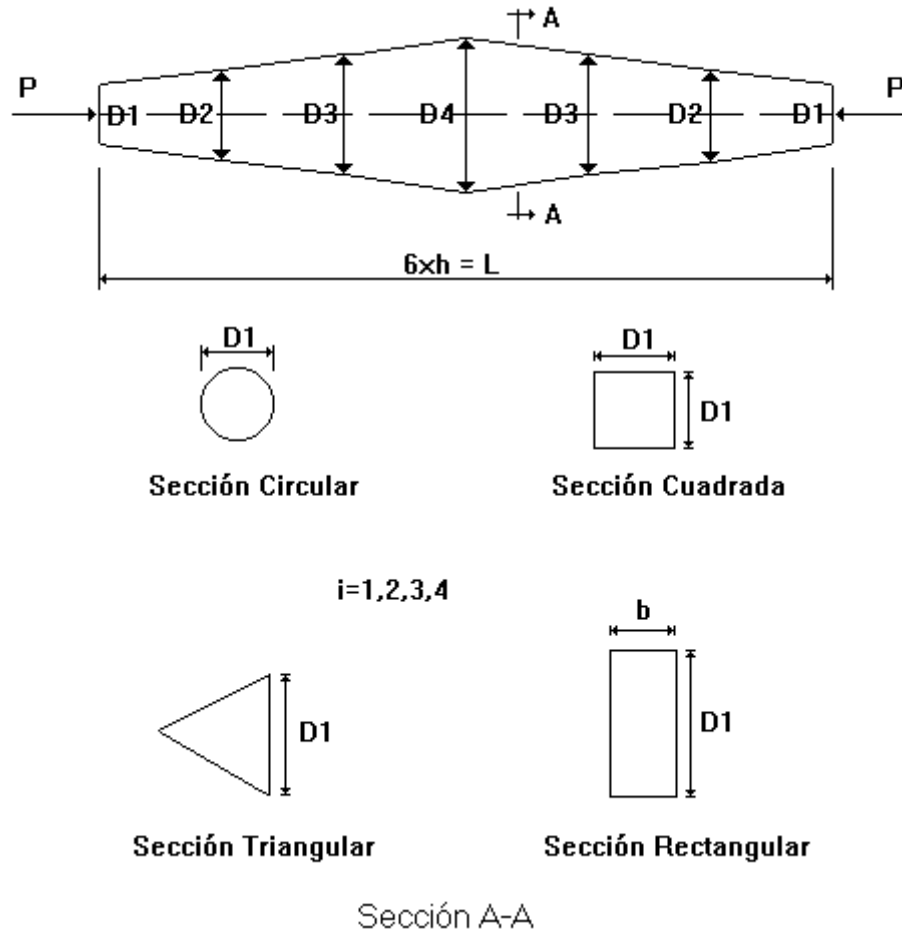 A
P P
D1 D2 D3 D4 D3 D2 D1
A
6xh = L
D1 D1
D1
Sección Circular Sección Cuadrada
i=1,2,3,4
b
D1 D1
Sección Triangular Sección Rectangular
Sección A-A